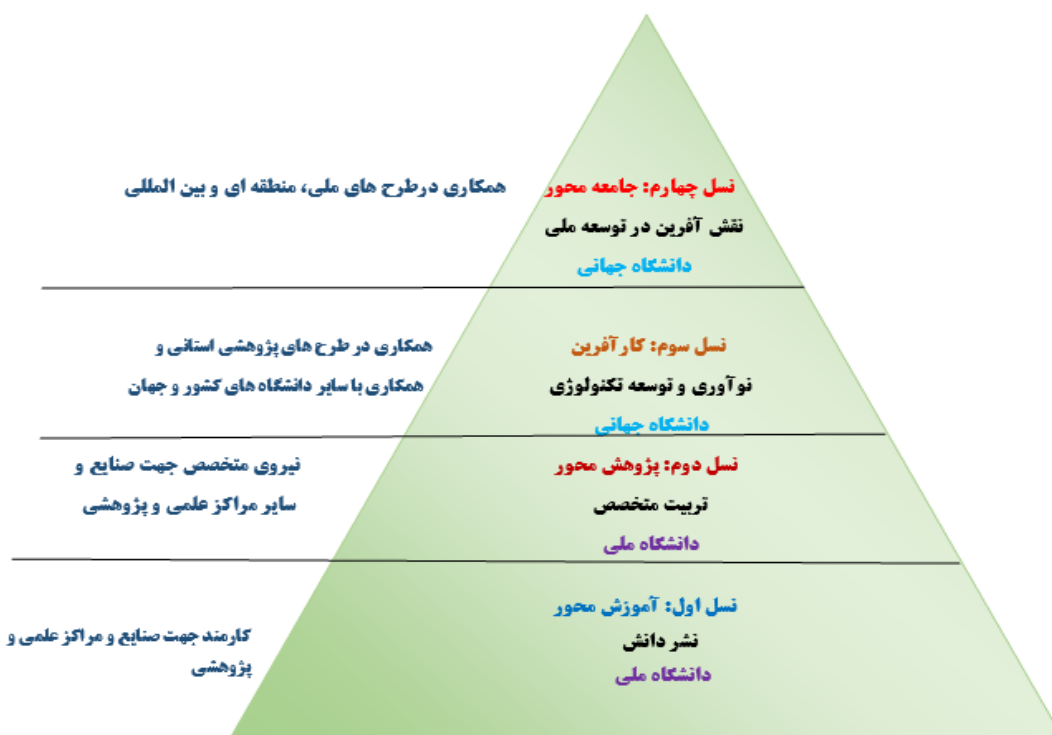 نسل چهارم: جامعه محور
نقش آفرین در توسعه ملی
دانشگاه جهانی
همکاری درطرح های ملی، منطقه ای و بین المللی
نسل سوم: کارآفرین
نوآوری و توسعه تکنولوژی
دانشگاه جهانی
همکاری در طرح های پژوهشی استانی و
همکاری با سایر دانشگاه های کشور و جهان
نسل دوم: پژوهش محور
تربیت متخصص
دانشگاه ملی
نیروی متخصص جهت صنایع و
سایر مراکز علمی و پژوهشی
نسل اول: آموزش محور
نشر دانش
دانشگاه ملی
کارمند جهت صنایع و مراکز علمی و
پژوهشی